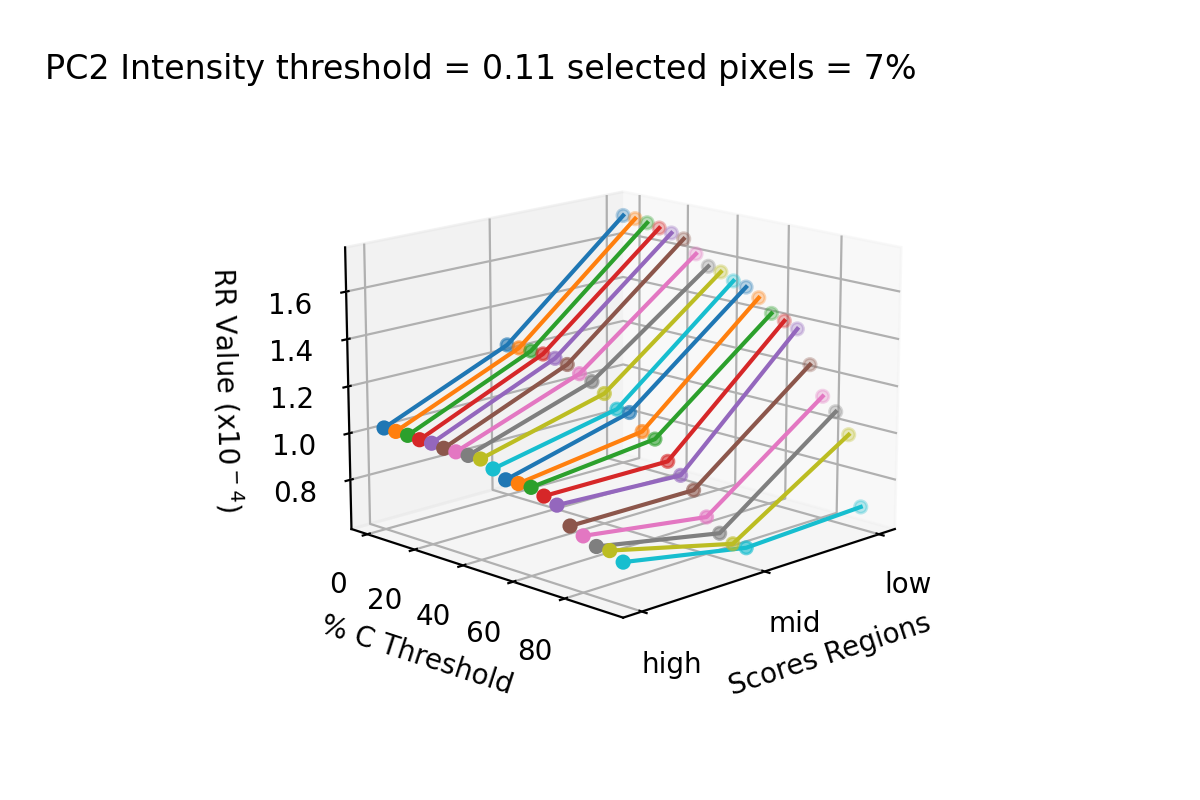 PC2 Intensity threshold = 0.11 selected pixels = 7%
RR Value (x10⁻⁴)
1.6
1.4
1.2
1.0
0.8
0
20
40
60
80
% C Threshold
high
mid
low
Scores Regions